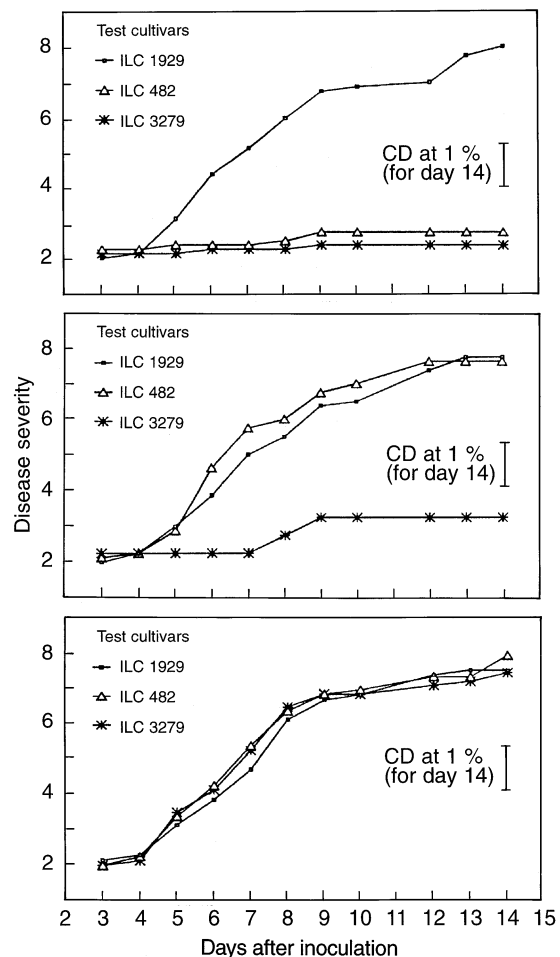 Test cultivars
ILC 1929
ILC 482
ILC 3279
8
6
4
2
CD at 1 %
(for day 14)
Test cultivars
ILC 1929
ILC 482
ILC 3279
8
6
4
2
CD at 1 %
(for day 14)
Disease severity
Test cultivars
ILC 1929
ILC 482
ILC 3279
8
6
4
2
CD at 1 %
(for day 14)
2 3 4 5 6 7 8 9 10 11 12 13 14 15
Days after inoculation